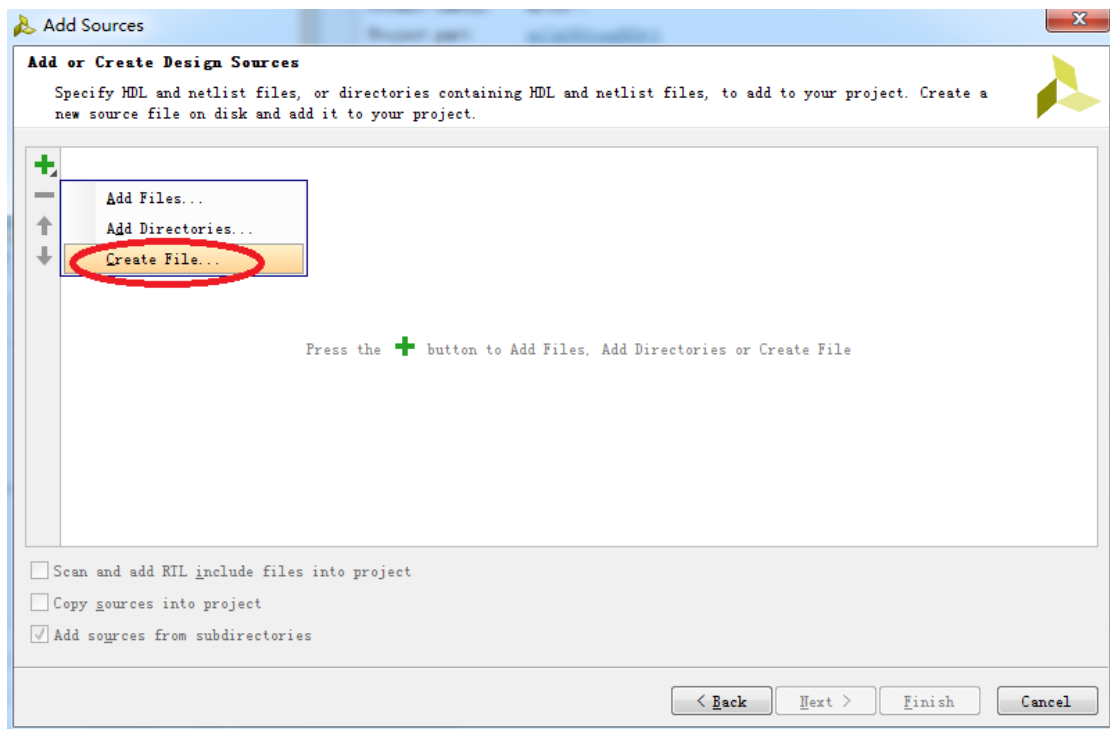 Add Sources
Add or Create Design Sources
Specify HDL and netlist files, or directories containing HDL and netlist files, to add to your project. Create a
new source file on disk and add it to your project.
Add Files...
Add Directories...
Create File...
Press the button to Add Files, Add Directories or Create File
Scan and add RTL include files into project
Copy sources into project
Add sources from subdirectories
< Back
Next >
Finish
Cancel